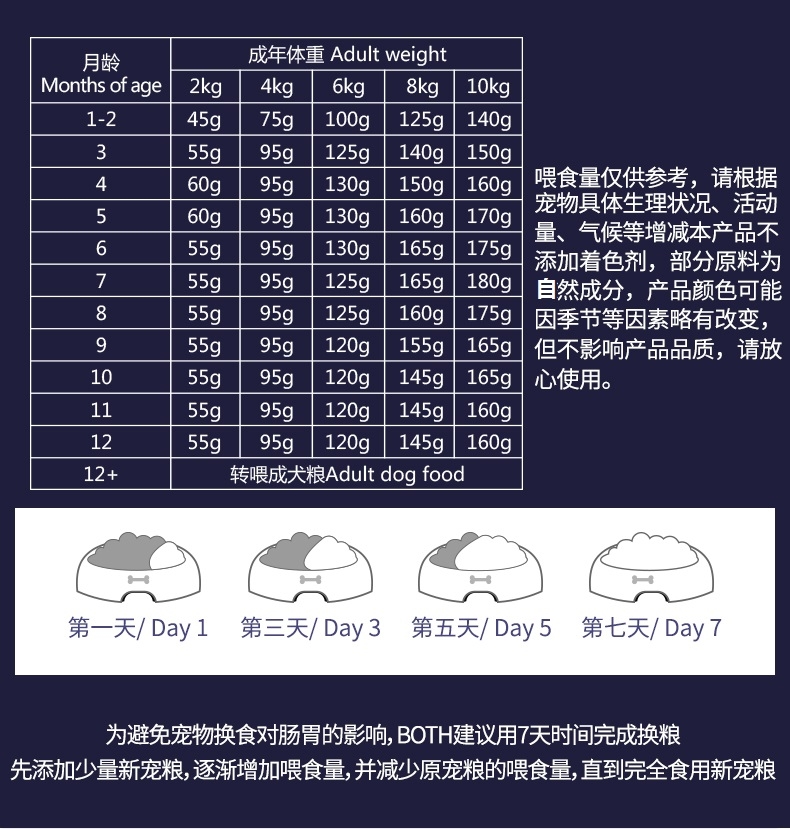 月龄
Months of age
成年体重 Adult weight
2kg 4kg 6kg 8kg 10kg
1-2 45g 75g 100g 125g 140g
3 55g 95g 125g 140g 150g
4 60g 95g 130g 150g 160g
5 60g 95g 130g 160g 170g
6 55g 95g 130g 165g 175g
7 55g 95g 125g 165g 180g
8 55g 95g 125g 160g 175g
9 55g 95g 120g 155g 165g
10 55g 95g 120g 145g 165g
11 55g 95g 120g 145g 160g
12 55g 95g 120g 145g 160g
12+ 转喂成犬粮Adult dog food
喂食量仅供参考，请根据
宠物具体生理状况、活动
量、气候等增减本产品不
添加着色剂，部分原料为
自然成分，产品颜色可能
因季节等因素略有改变，
但不影响产品品质，请放
心使用。
第一天/ Day 1
第三天/ Day 3
第五天/ Day 5
第七天/ Day 7
为避免宠物换食对肠胃的影响, BOTH建议用7天时间完成换粮
先添加少量新宠粮, 逐渐增加喂食量, 并减少原宠粮的喂食量, 直到完全食用新宠粮